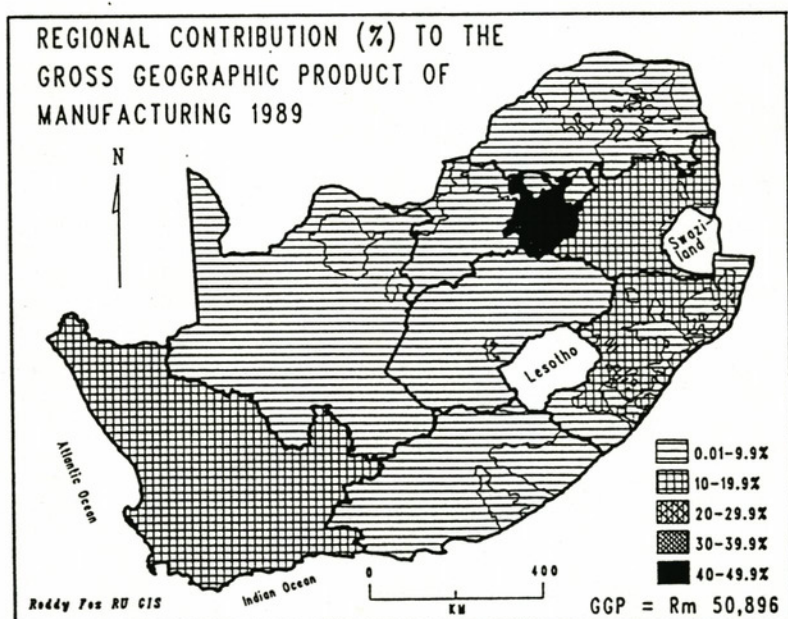 REGIONAL CONTRIBUTION (%) TO THE
GROSS GEOGRAPHIC PRODUCT OF
MANUFACTURING 1989
N
Swazi-
land
Lesotho
Atlantic Ocean
Indian Ocean
0.01-9.9%
10-19.9%
20-29.9%
30-39.9%
40-49.9%
0 400
KM
Roddy Fox RU GIS
GGP = Rm 50,896